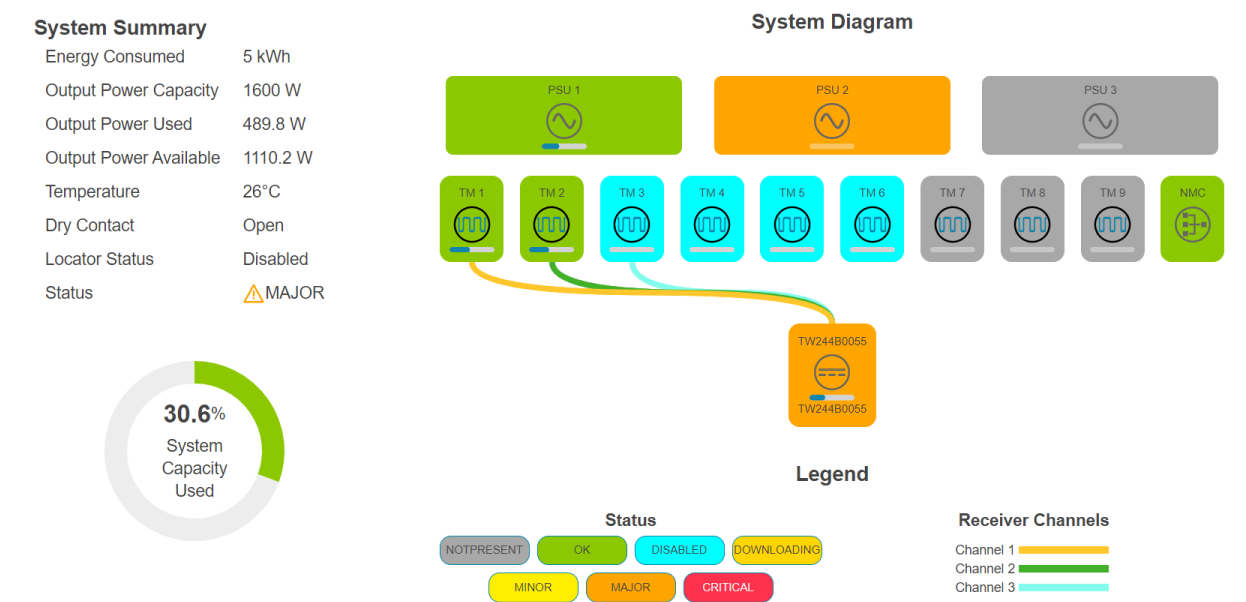 System Summary
Energy Consumed 5 kWh
Output Power Capacity 1600 W
Output Power Used 489.8 W
Output Power Available 1110.2 W
Temperature 26°C
Dry Contact Open
Locator Status Disabled
Status MAJOR
30.6%
System
Capacity
Used
System Diagram
PSU 1 PSU 2 PSU 3
TM 1 TM 2 TM 3 TM 4 TM 5 TM 6 TM 7 TM 8 TM 9 NMC
TW244B0055
TW244B0055
Legend
Status
NOTPRESENT OK DISABLED DOWNLOADING
MINOR MAJOR CRITICAL
Receiver Channels
Channel 1
Channel 2
Channel 3